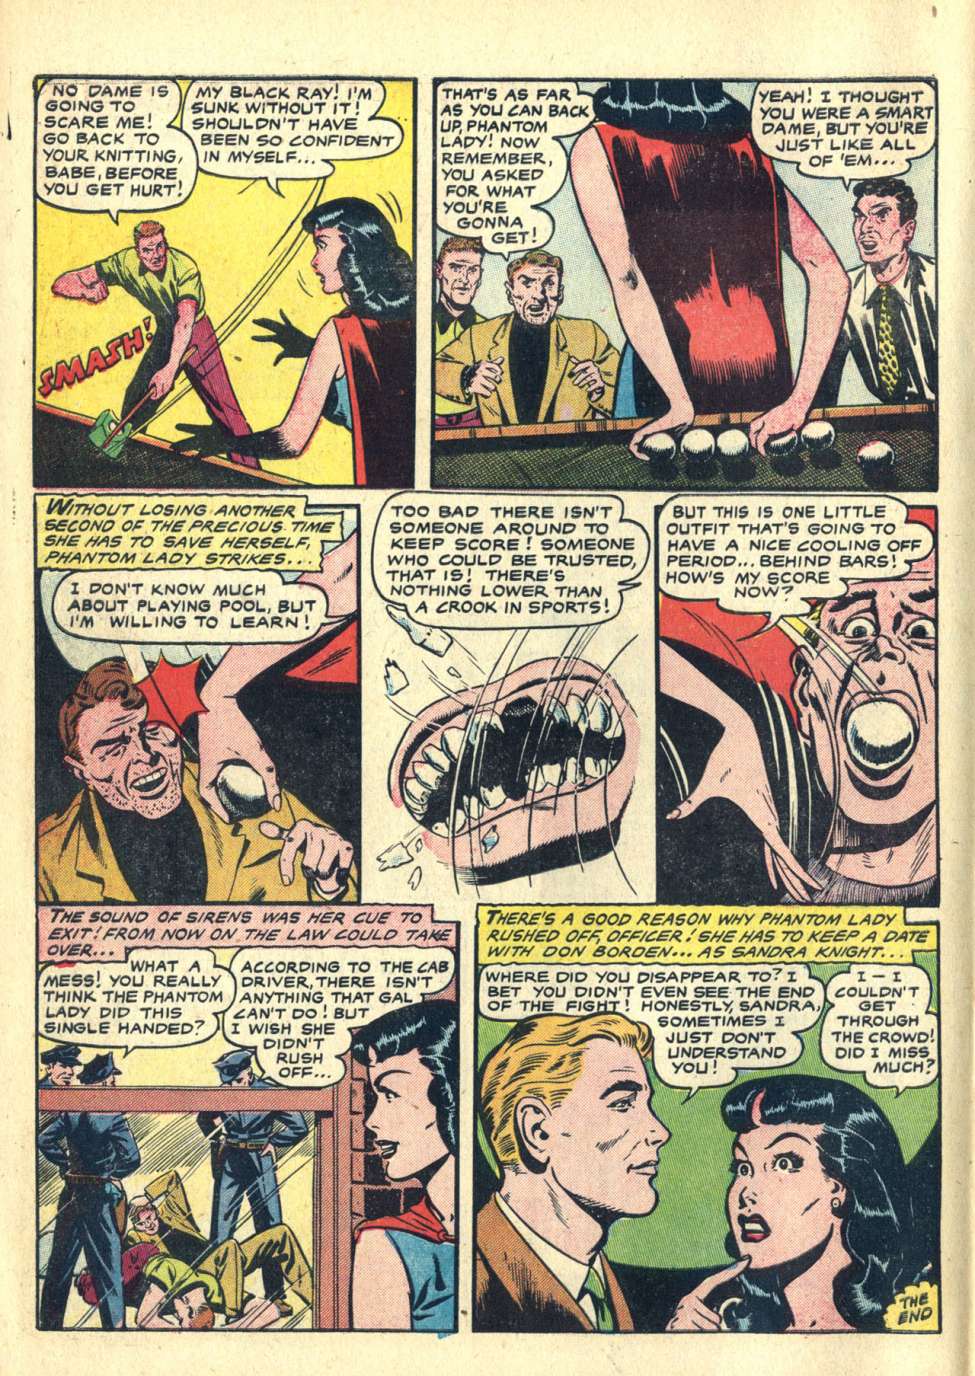 NO DAME IS
GOING TO
SCARE ME!
GO BACK TO
YOUR KNITTING,
BABE, BEFORE
YOU GET HURT!
MY BLACK RAY! I'M
SUNK WITHOUT IT!
SHOULDN'T HAVE
BEEN SO CONFIDENT
IN MYSELF...
SMASH!
THAT'S AS FAR
AS YOU CAN BACK
UP, PHANTOM
LADY! NOW
REMEMBER,
YOU ASKED
FOR WHAT
YOU'RE
GONNA
GET!
YEAH! I THOUGHT
YOU WERE A SMART
DAME, BUT YOU'RE
JUST LIKE ALL
OF 'EM...
WITHOUT LOSING ANOTHER
SECOND OF THE PRECIOUS TIME
SHE HAS TO SAVE HERSELF,
PHANTOM LADY STRIKES...
I DON'T KNOW MUCH
ABOUT PLAYING POOL, BUT
I'M WILLING TO LEARN!
TOO BAD THERE ISN'T
SOMEONE AROUND TO
KEEP SCORE! SOMEONE
WHO COULD BE TRUSTED,
THAT IS! THERE'S
NOTHING LOWER THAN
A CROOK IN SPORTS!
BUT THIS IS ONE LITTLE
OUTFIT THAT'S GOING TO
HAVE A NICE COOLING OFF
PERIOD... BEHIND BARS!
HOW'S MY SCORE
NOW?
THE SOUND OF SIRENS WAS HER CUE TO
EXIT! FROM NOW ON THE LAW COULD TAKE
OVER...
WHAT A
MESS! YOU REALLY
THINK THE PHANTOM
LADY DID THIS
SINGLE HANDED?
ACCORDING TO THE CAB
DRIVER, THERE ISN'T
ANYTHING THAT GAL
CAN'T DO! BUT
I WISH SHE
DIDN'T
RUSH
OFF...
THERE'S A GOOD REASON WHY PHANTOM LADY
RUSHED OFF, OFFICER! SHE HAS TO KEEP A DATE
WITH DON BORDEN... AS SANDRA KNIGHT...
WHERE DID YOU DISAPPEAR TO? I
BET YOU DIDN'T EVEN SEE THE END
OF THE FIGHT! HONESTLY, SANDRA,
SOMETIMES I
JUST DON'T
UNDERSTAND
YOU!
I-I
COULDN'T
GET
THROUGH
THE CROWD!
DID I MISS
MUCH?
THE
END